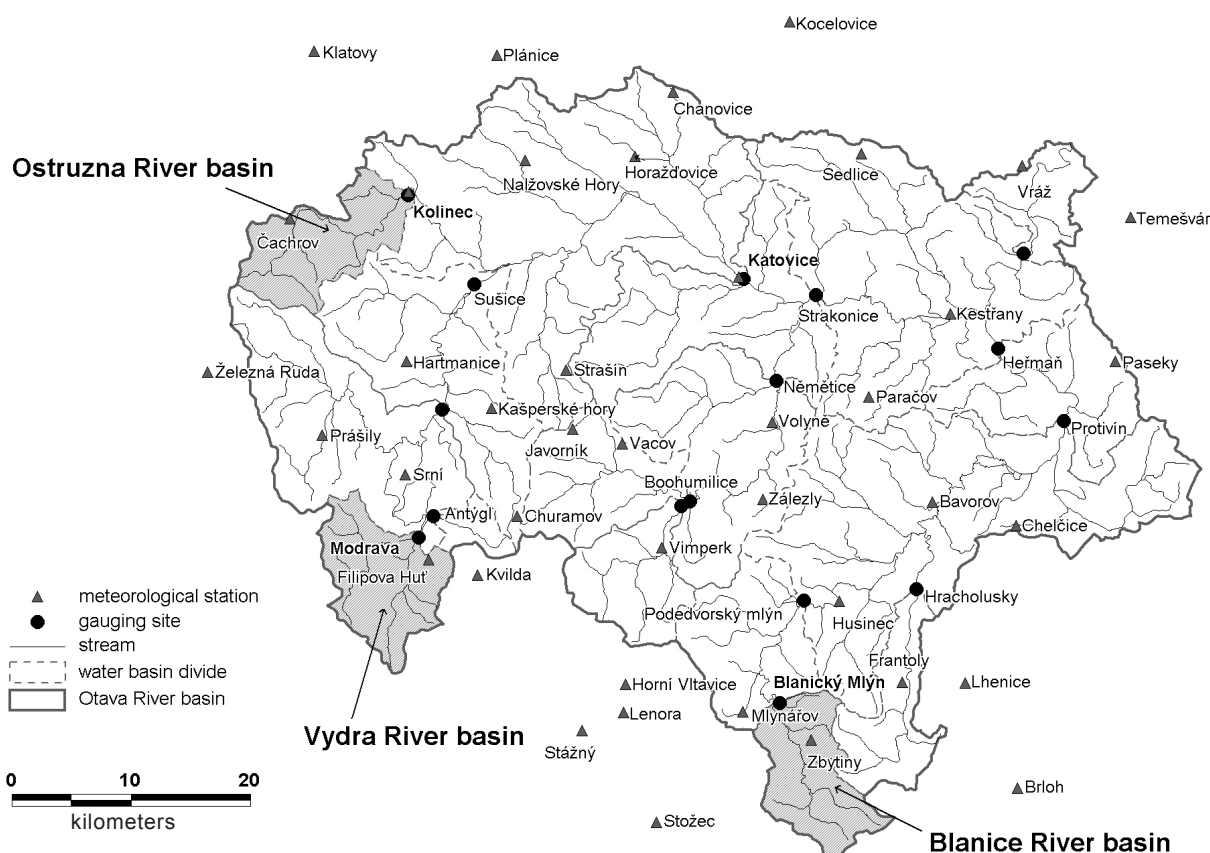 Kocelovice
Klatovy
Plánice
Chanovice
Ostruzna River basin
Nalžovské Hory
Horažďovice
Sedlice
Vráž
Kolinec
Temešvár
Čachrov
Katovice
Sušice
Strakonice
Kestřany
Hartmanice
Strašín
Heřmaň
Paseky
Železná Ruda
Němětice
Kašperské hory
Paračov
Prášily
Javorník
Vacov
Volyně
Protivín
Srní
Boohumilice
Antýgl
Churamov
Zálezly
Bavorov
Chelčice
Modrava
Vimperk
Filipova Huť
Kvilda
Hracholusky
meteorological station
gauging site
stream
water basin divide
Otava River basin
Podedvorský mlýn
Husinec
Frantoly
Horní Vltavice
Blanický Mlýn
Lhenice
Lenora
Mlynářov
Vydra River basin
Stážný
Zbytiny
0 10 20
kilometers
Brloh
Stožec
Blanice River basin